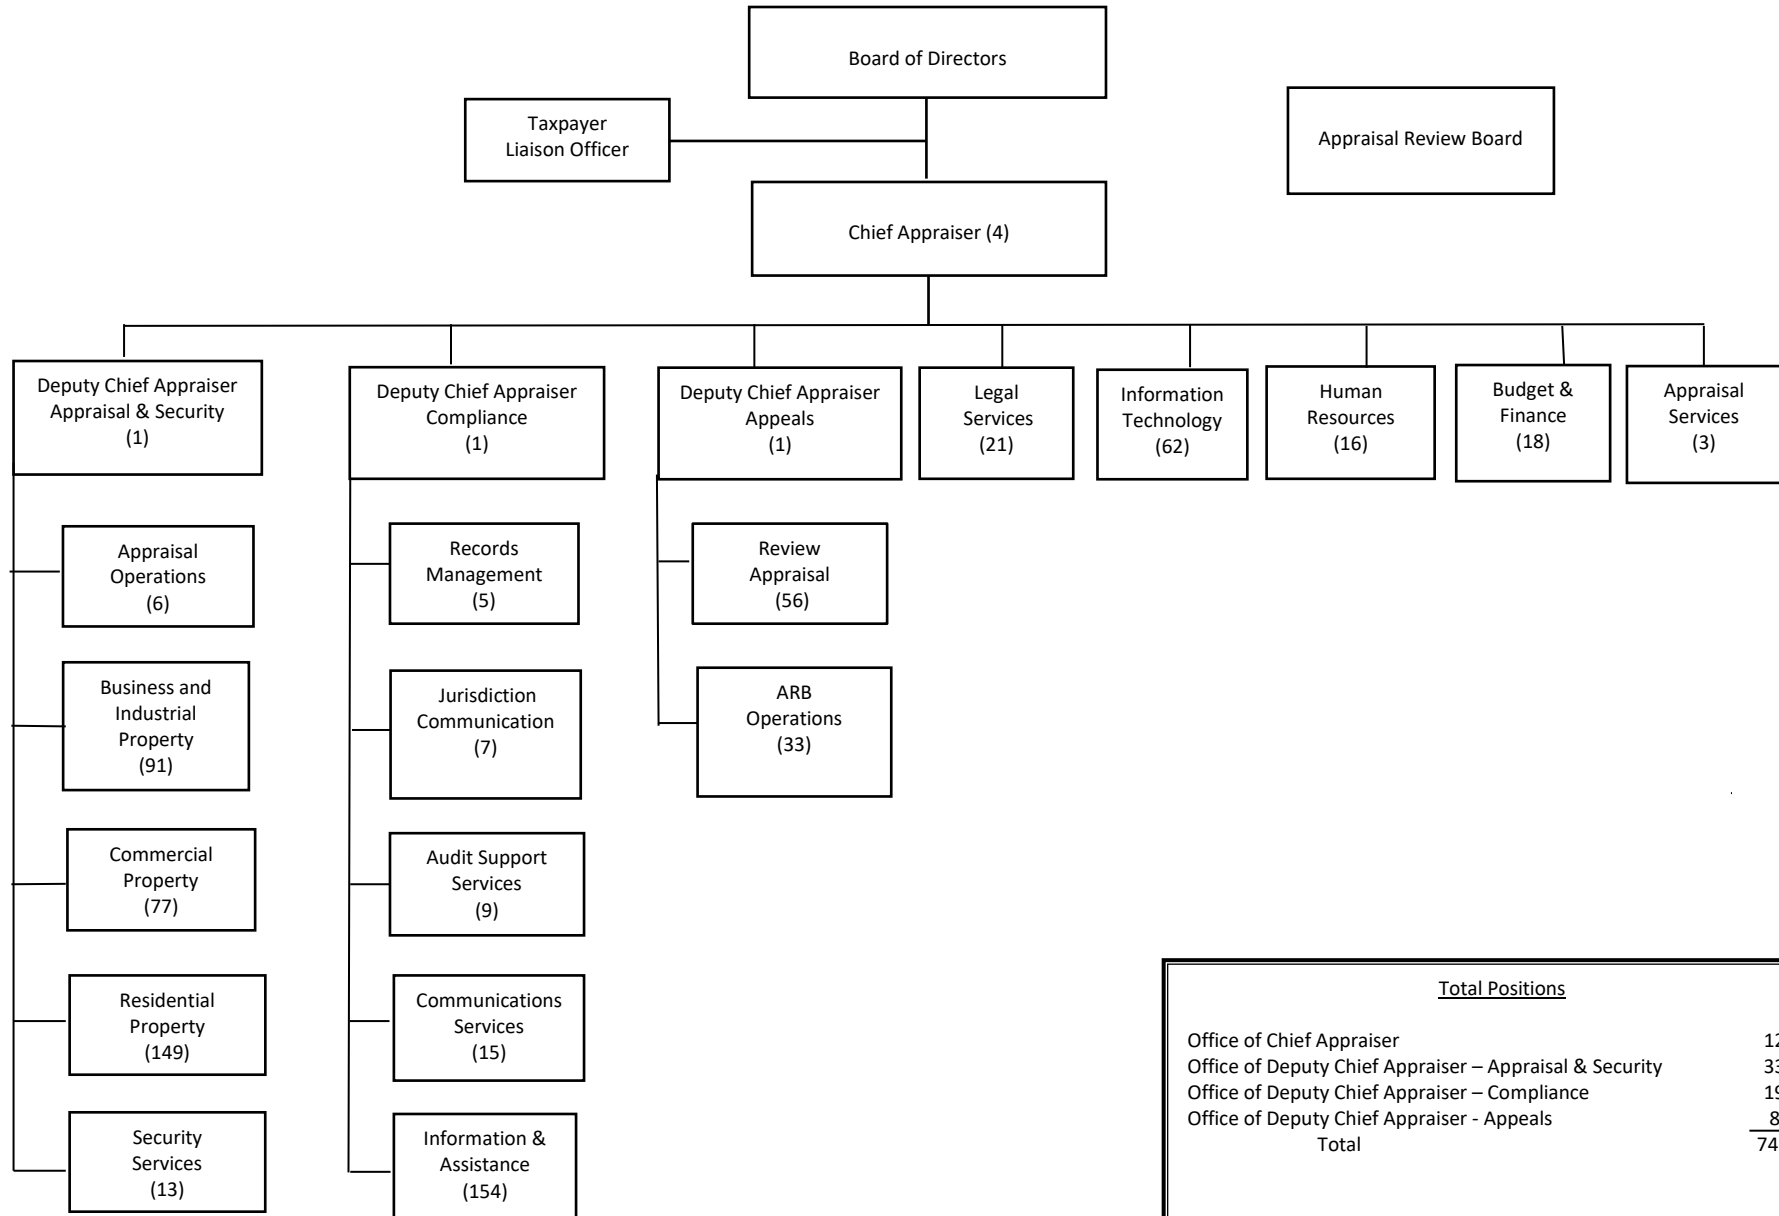 Board of Directors
Taxpayer
Liaison Officer
Appraisal Review Board
Chief Appraiser (4)
Deputy Chief Appraiser
Appraisal & Security
(1)
Deputy Chief Appraiser
Compliance
(1)
Deputy Chief Appraiser
Appeals
(1)
Legal
Services
(21)
Information
Technology
(62)
Human
Resources
(16)
Budget &
Finance
(18)
Appraisal
Services
(3)
Appraisal
Operations
(6)
Records
Management
(5)
Review
Appraisal
(56)
Business and
Industrial
Property
(91)
Jurisdiction
Communication
(7)
ARB
Operations
(33)
Commercial
Property
(77)
Audit Support
Services
(9)
Residential
Property
(149)
Communications
Services
(15)
Security
Services
(13)
Information &
Assistance
(154)
Total Positions
Office of Chief Appraiser
Office of Deputy Chief Appraiser – Appraisal & Security
Office of Deputy Chief Appraiser – Compliance
Office of Deputy Chief Appraiser - Appeals
Total